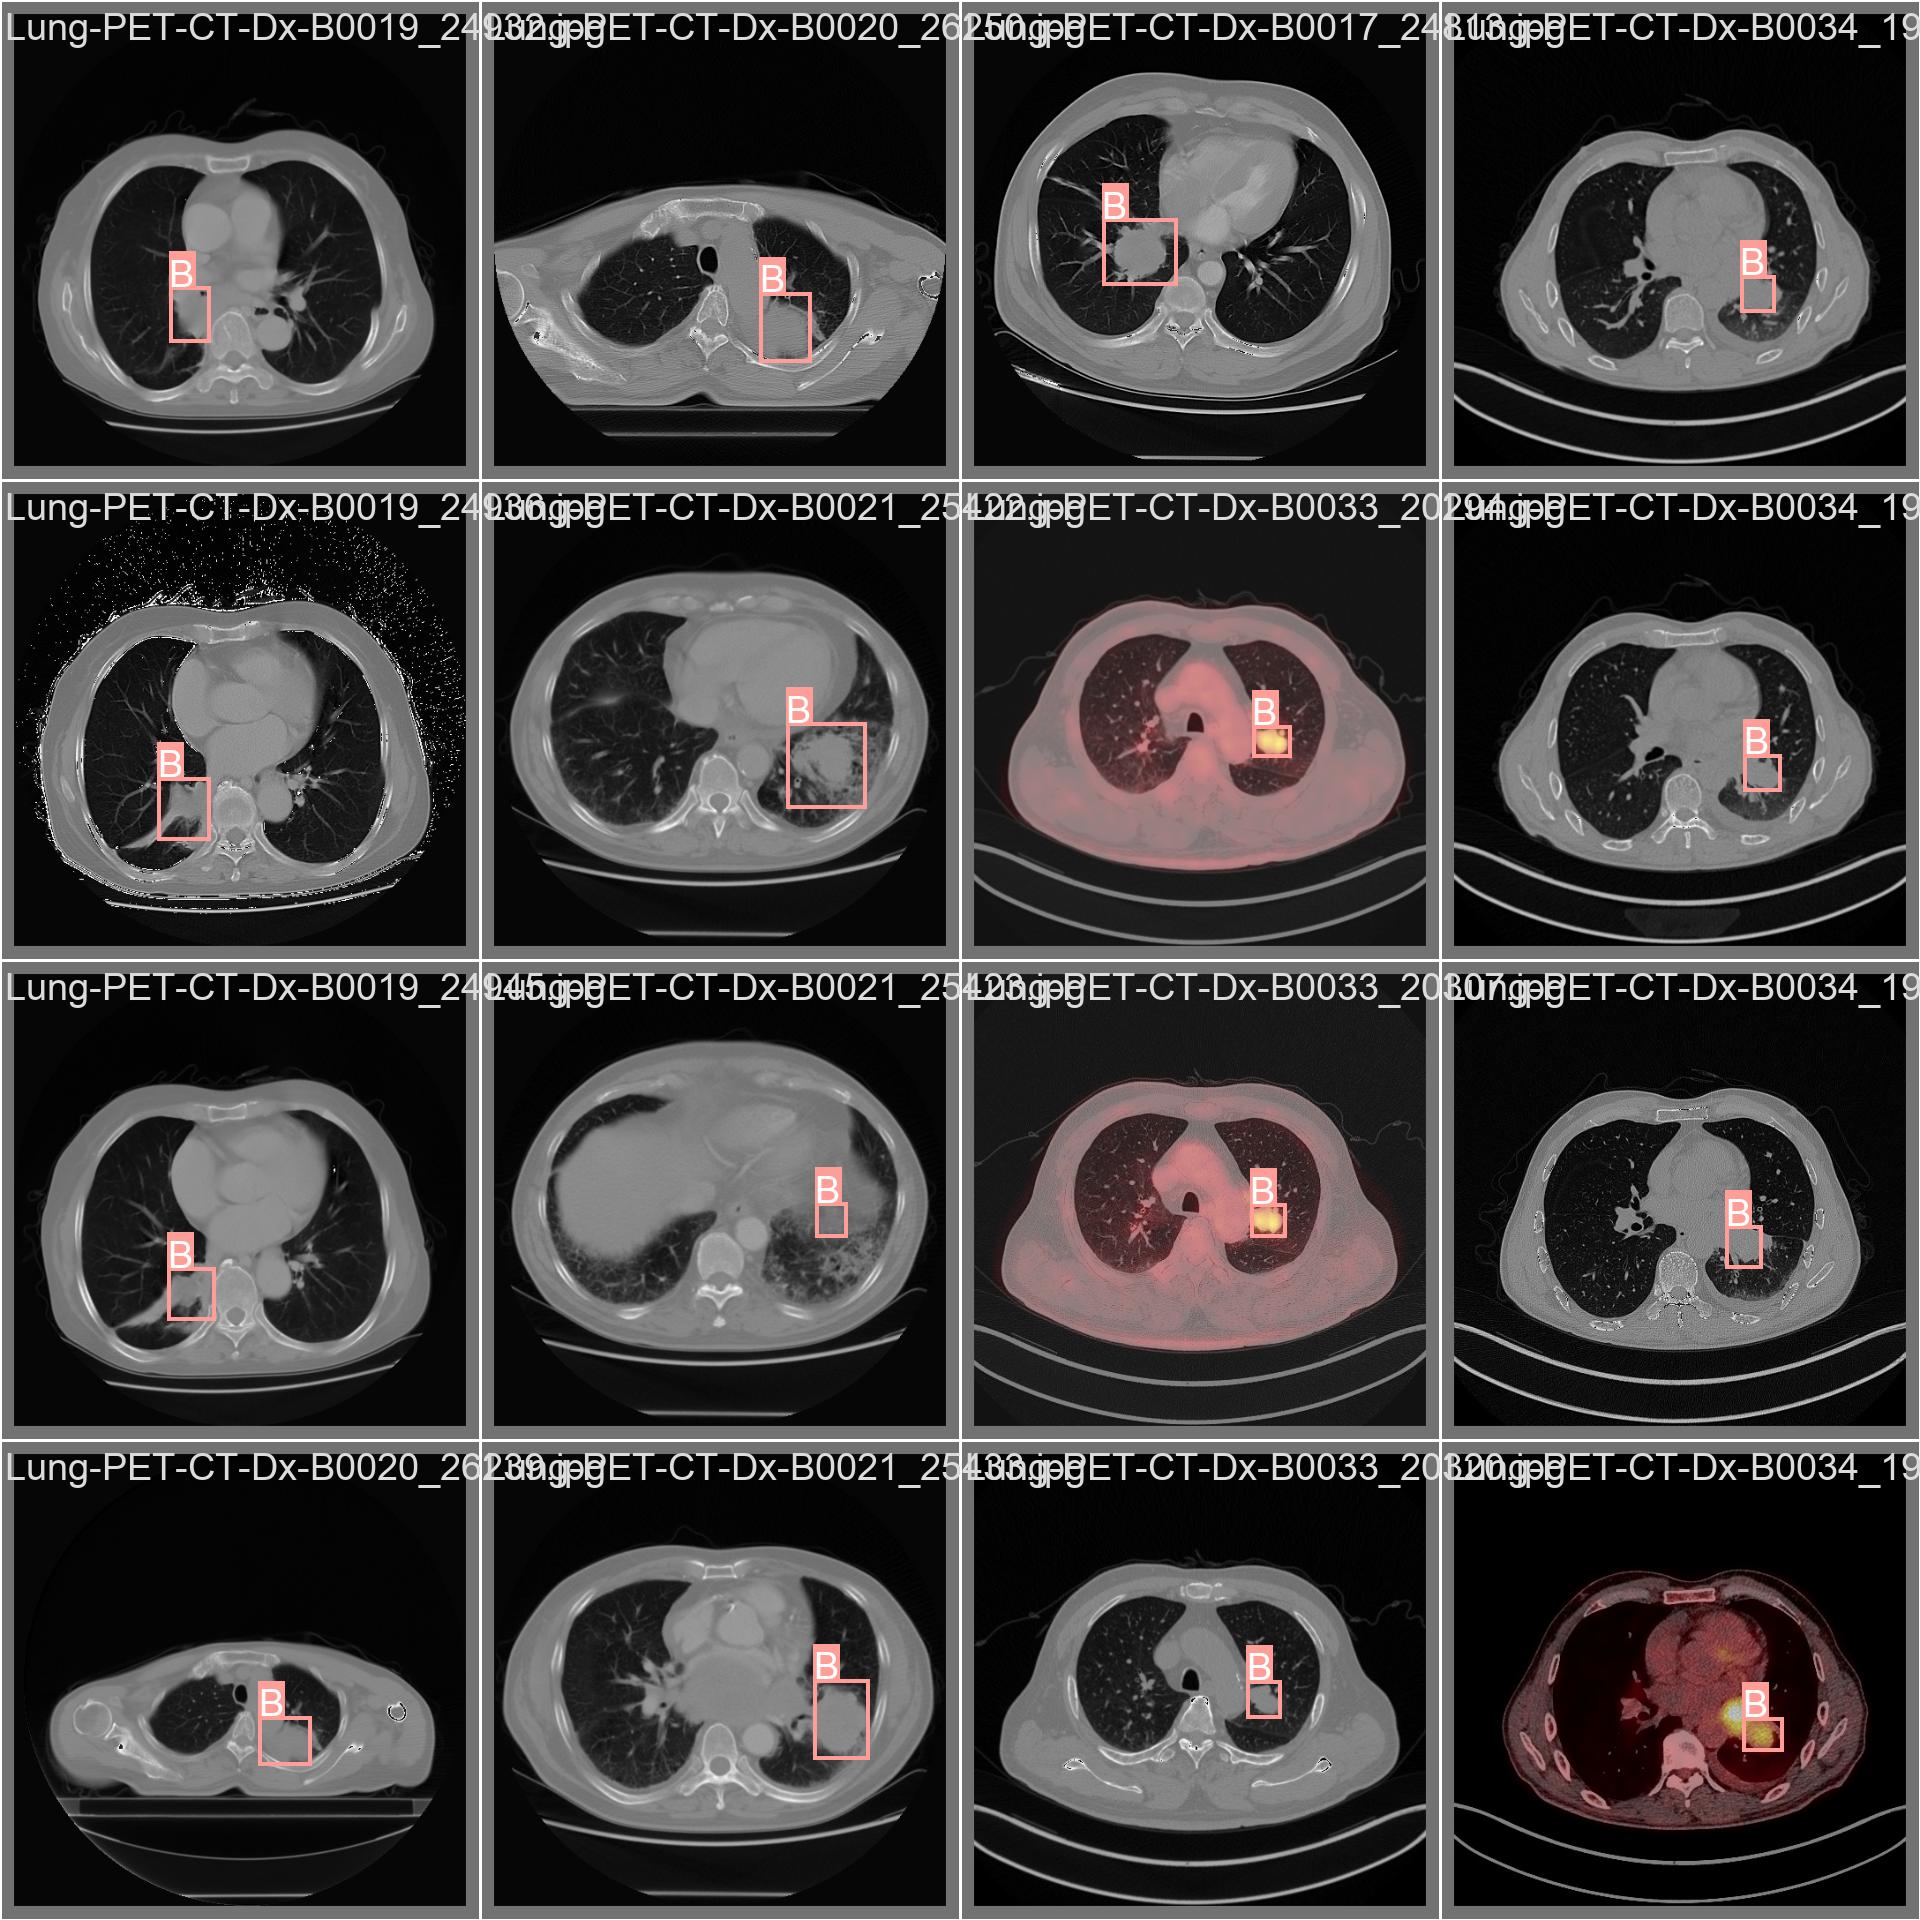 Lung-PET-CT-Dx-B0019_24932.jpg
Lung-PET-CT-Dx-B0020_26250.jpg
Lung-PET-CT-Dx-B0017_24813.jpg
Lung-PET-CT-Dx-B0034_19
B
B
B
B
Lung-PET-CT-Dx-B0019_24936.jpg
Lung-PET-CT-Dx-B0021_25422.jpg
Lung-PET-CT-Dx-B0033_20294.jpg
Lung-PET-CT-Dx-B0034_19
B
B
B
B
Lung-PET-CT-Dx-B0019_24945.jpg
Lung-PET-CT-Dx-B0021_25423.jpg
Lung-PET-CT-Dx-B0033_20307.jpg
Lung-PET-CT-Dx-B0034_19
B
B
B
B
Lung-PET-CT-Dx-B0020_26239.jpg
Lung-PET-CT-Dx-B0021_25433.jpg
Lung-PET-CT-Dx-B0033_20320.jpg
Lung-PET-CT-Dx-B0034_19
B
B
B
B